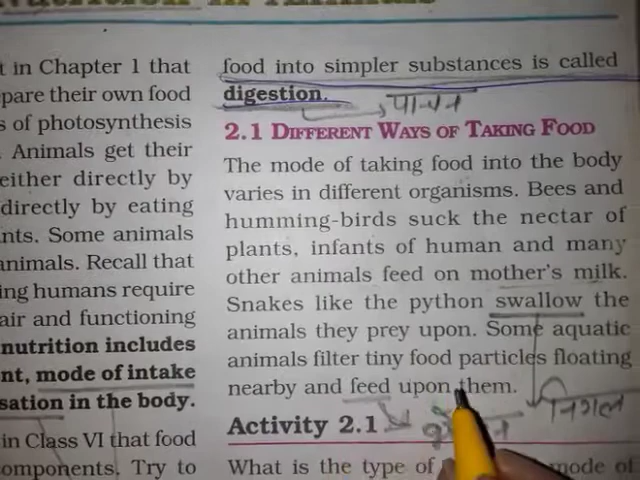 t in Chapter 1 that
pare their own food
s of photosynthesis
. Animals get their
either directly by
directly by eating
nts. Some animals
animals. Recall that
ing humans require
air and functioning
nutrition includes
nt, mode of intake
sation in the body.
in Class VI that food
omponents. Try to
food into simpler substances is called
digestion.
पाचन
2.1 DIFFERENT WAYS OF TAKING FOOD
The mode of taking food into the body
varies in different organisms. Bees and
humming-birds suck the nectar of
plants, infants of human and many
other animals feed on mother's milk.
Snakes like the python swallow the
animals they prey upon. Some aquatic
animals filter tiny food particles floating
nearby and feed upon them.
निगल
Activity 2.1
What is the type of mode of